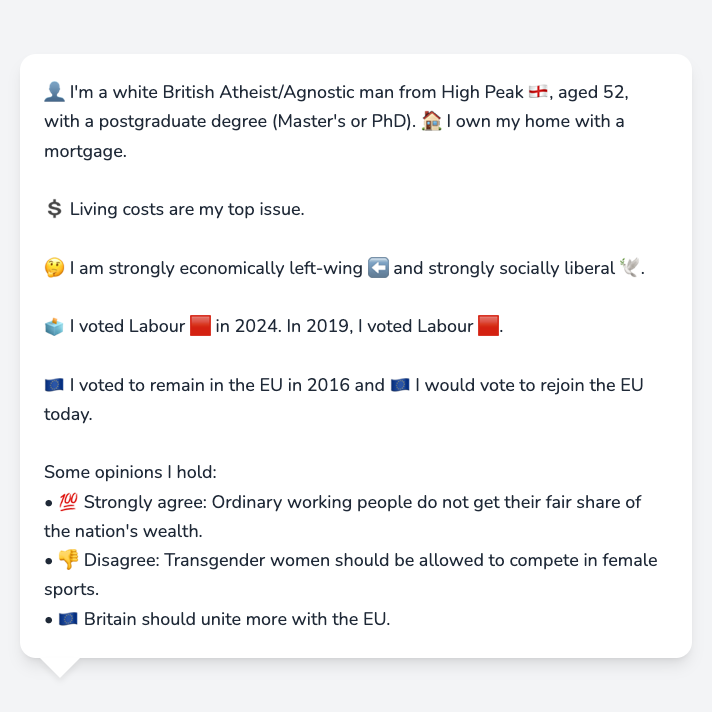 👤 I'm a white British Atheist/Agnostic man from High Peak 🏴󠁧󠁢󠁥󠁮󠁧󠁿, aged 52,
with a postgraduate degree (Master's or PhD). 🏠 I own my home with a
mortgage.
💲 Living costs are my top issue.
🤔 I am strongly economically left-wing ⬅️ and strongly socially liberal 🕊️.
🗳️ I voted Labour 🟥 in 2024. In 2019, I voted Labour 🟥.
🇪🇺 I voted to remain in the EU in 2016 and 🇪🇺 I would vote to rejoin the EU
today.
Some opinions I hold:
• 💯 Strongly agree: Ordinary working people do not get their fair share of
the nation's wealth.
• 👎 Disagree: Transgender women should be allowed to compete in female
sports.
• 🇪🇺 Britain should unite more with the EU.